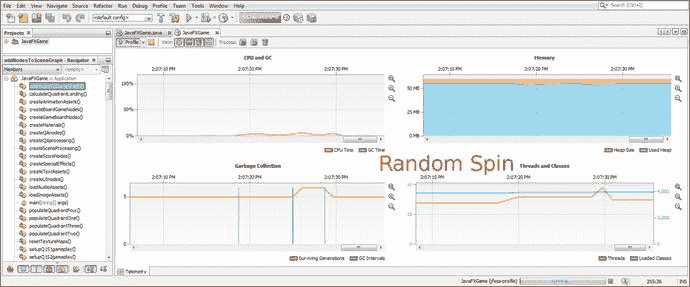 File Edit View Navigate Source Refactor Run Debug Profile Team Tools Window Help
Search (Ctrl+I)
<default config>
Projects
JavaFXGame
addNodesToSceneGraph - Navigator
Members
<empty>
JavaFXGame :: Application
calculateQuadrantLanding()
createAnimationAssets()
createBoardGameNodes()
createGameBoardNodes()
createMaterials()
createQAnodes()
createQAprocessing()
createSceneProcessing()
createScoreNodes()
createSpecialEffects()
createTextAssets()
createUInodes()
loadAudioAssets()
loadImageAssets()
main(String[] args)
populateQuadrantFour()
populateQuadrantOne()
populateQuadrantThree()
populateQuadrantTwo()
resetTextureMaps()
setupQ1S1gameplay()
setupQ1S2gameplay()
JavaFXGame.java
JavaFXGame
Profile
View:
Process:
CPU and GC
2:07:10 PM 2:07:20 PM 2:07:30 PM
100%
50%
0%
CPU Time GC Time
Memory
2:07:10 PM 2:07:20 PM 2:07:30 PM
50 MB
25 MB
0 MB
Heap Size Used Heap
Garbage Collection
2:07:10 PM 2:07:20 PM 2:07:30 PM
Surviving Generations GC Intervals
Random Spin
Threads and Classes
2:07:10 PM 2:07:20 PM 2:07:30 PM
4,000
2,000
0
Threads Loaded Classes
Telemetry
JavaFXGame (jfxsa-profile)
running...
255:26
INS